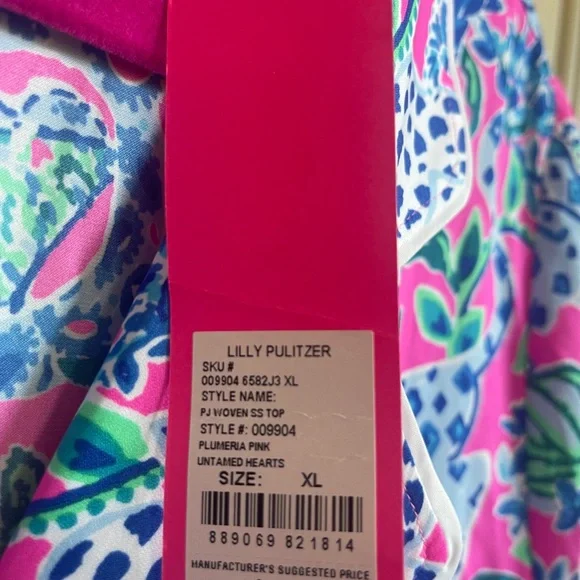 LILLY PULITZER
SKU #
009904 6582J3 XL
STYLE NAME:
PJ WOVEN SS TOP
STYLE #: 009904
PLUMERIA PINK
UNTAMED HEARTS
SIZE: XL
889069 821814
MANUFACTURER'S SUGGESTED PRICE